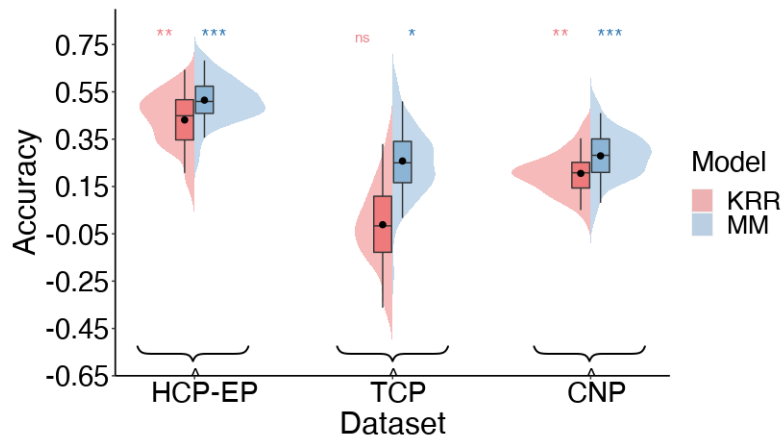 ** *** ns * ** ***
0.75
0.55
0.35
0.15
-0.05
-0.25
-0.45
-0.65
Accuracy
HCP-EP TCP CNP
Dataset
Model
KRR
MM